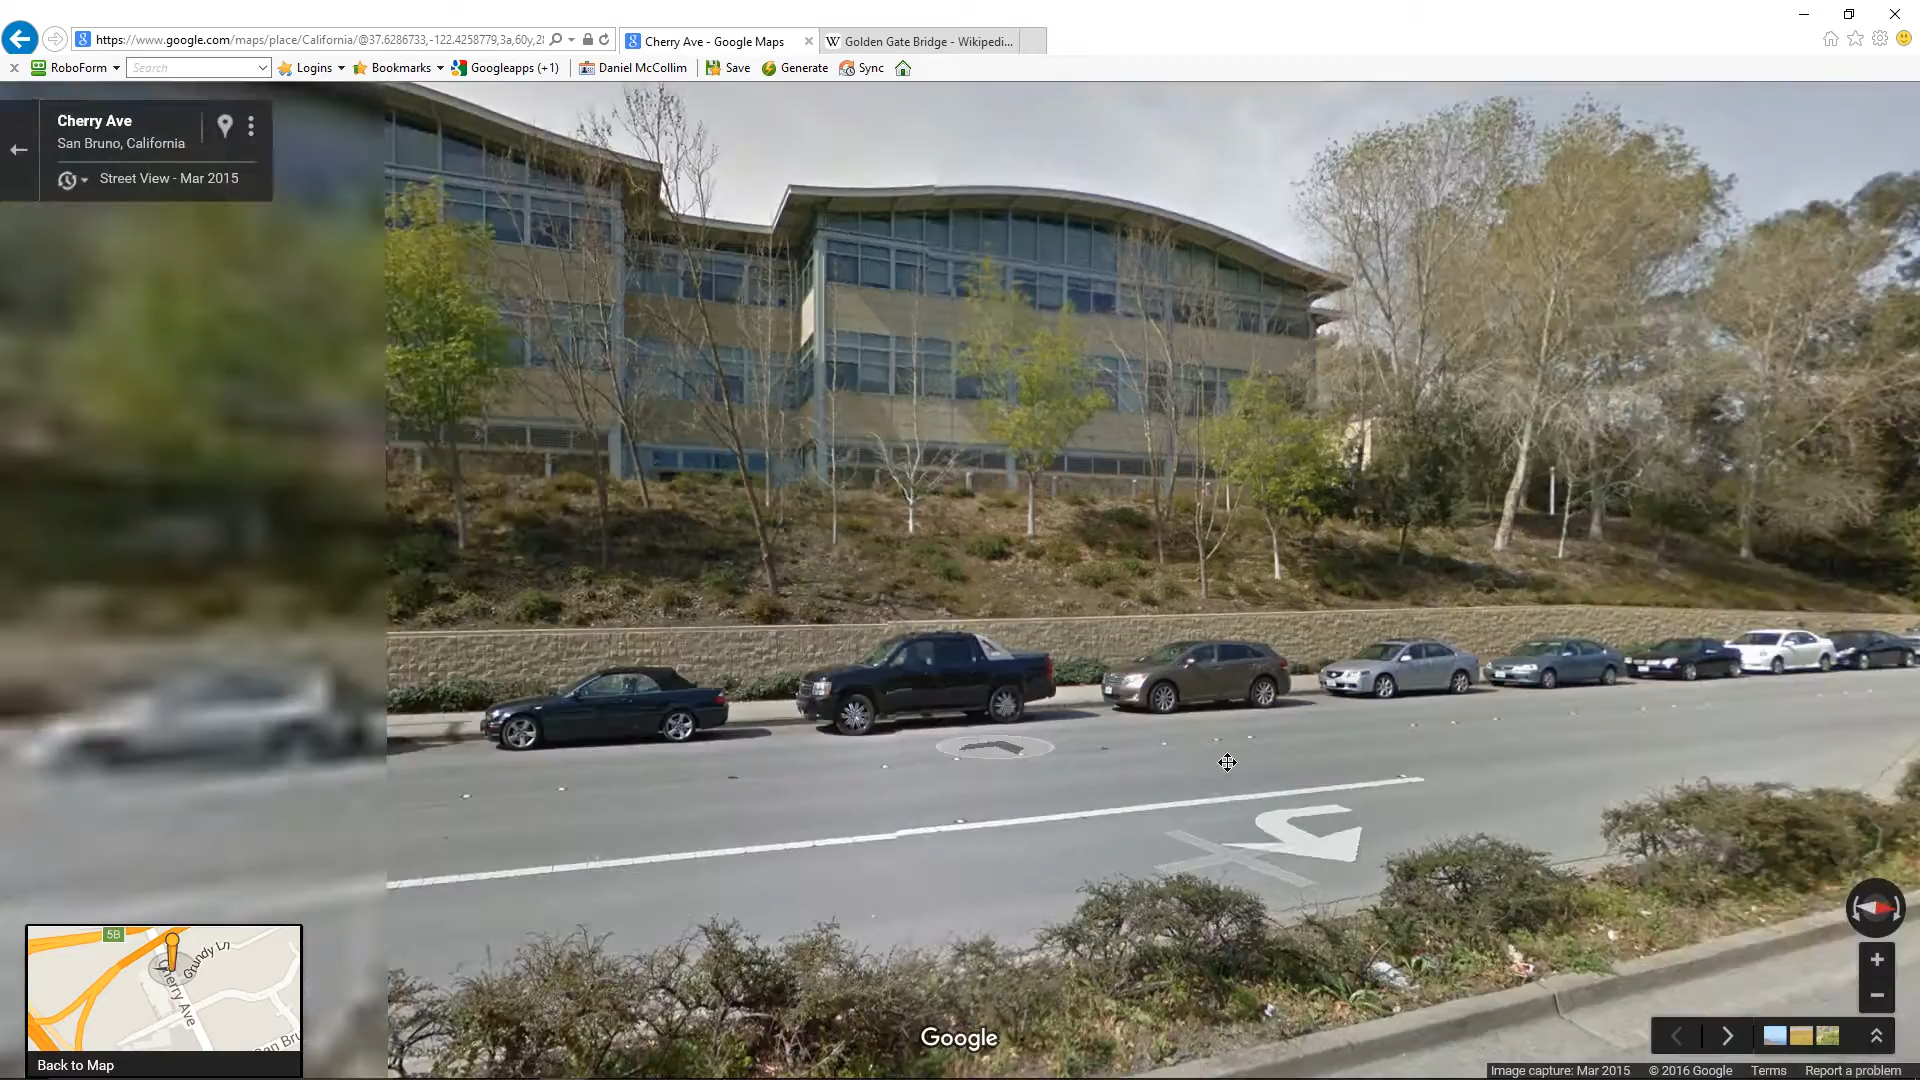 https://www.google.com/maps/place/California/@37.6286733,-122.4258779,3a,60y,2
Cherry Ave - Google Maps
Golden Gate Bridge - Wikipedi...
RoboForm
Search
Logins
Bookmarks
Googleapps (+1)
Daniel McCollim
Save
Generate
Sync
Cherry Ave
San Bruno, California
Street View - Mar 2015
5B
Grundy Ln
Cherry Ave
San Bru
Back to Map
Google
Image capture: Mar 2015
© 2016 Google
Terms
Report a problem